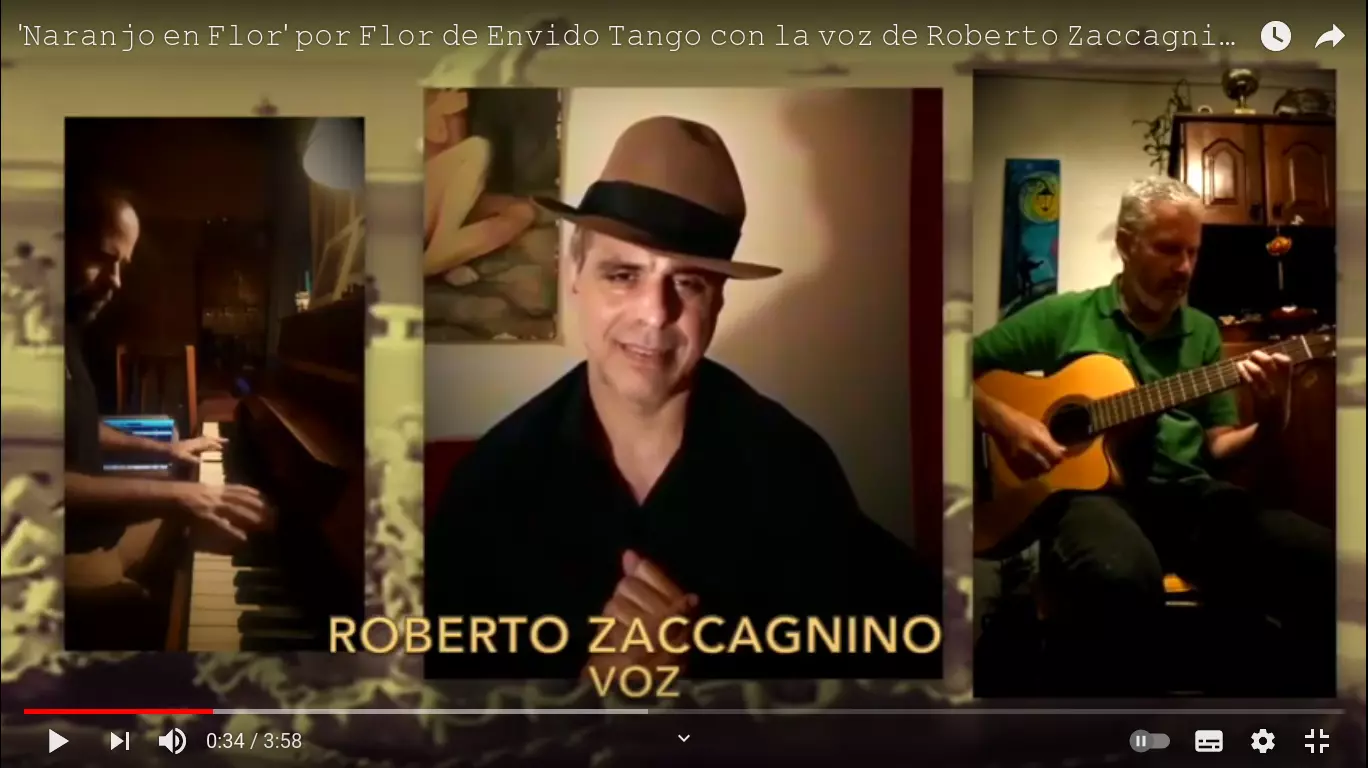 'Naranjo en Flor' por Flor de Envido Tango con la voz de Roberto Zaccagni...
ROBERTO ZACCAGNINO
VOZ
0:34 / 3:58